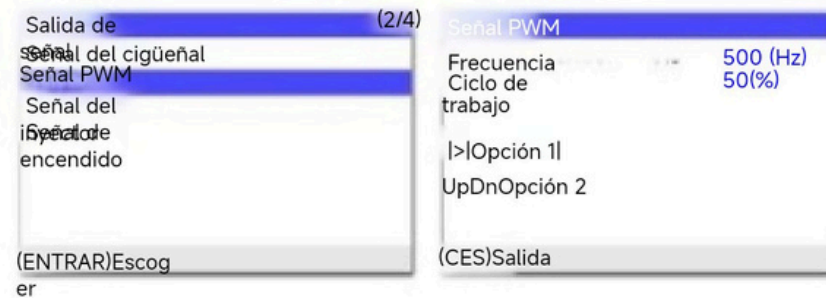 Salida de
señal
(2/4)
Señal del cigüeñal
Señal PWM
Señal del
inyector
Señal de
encendido
(ENTRAR)Escog
er
Señal PWM
Frecuencia
500 (Hz)
Ciclo de
trabajo
50(%)
|>|Opción 1|
UpDnOpción 2
(CES)Salida